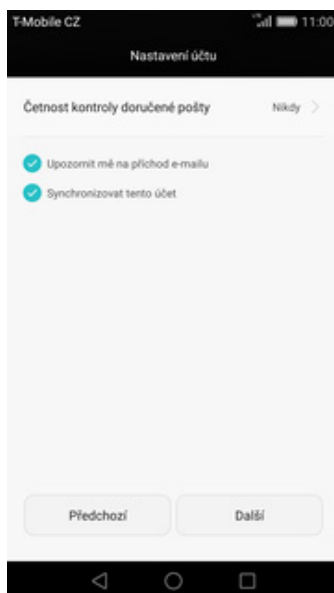 T-Mobile CZ 11:00
Nastavení účtu
Četnost kontroly doručené pošty Nikdy
Upozornit mě na příchod e-mailu
Synchronizovat tento účet
Předchozí Další